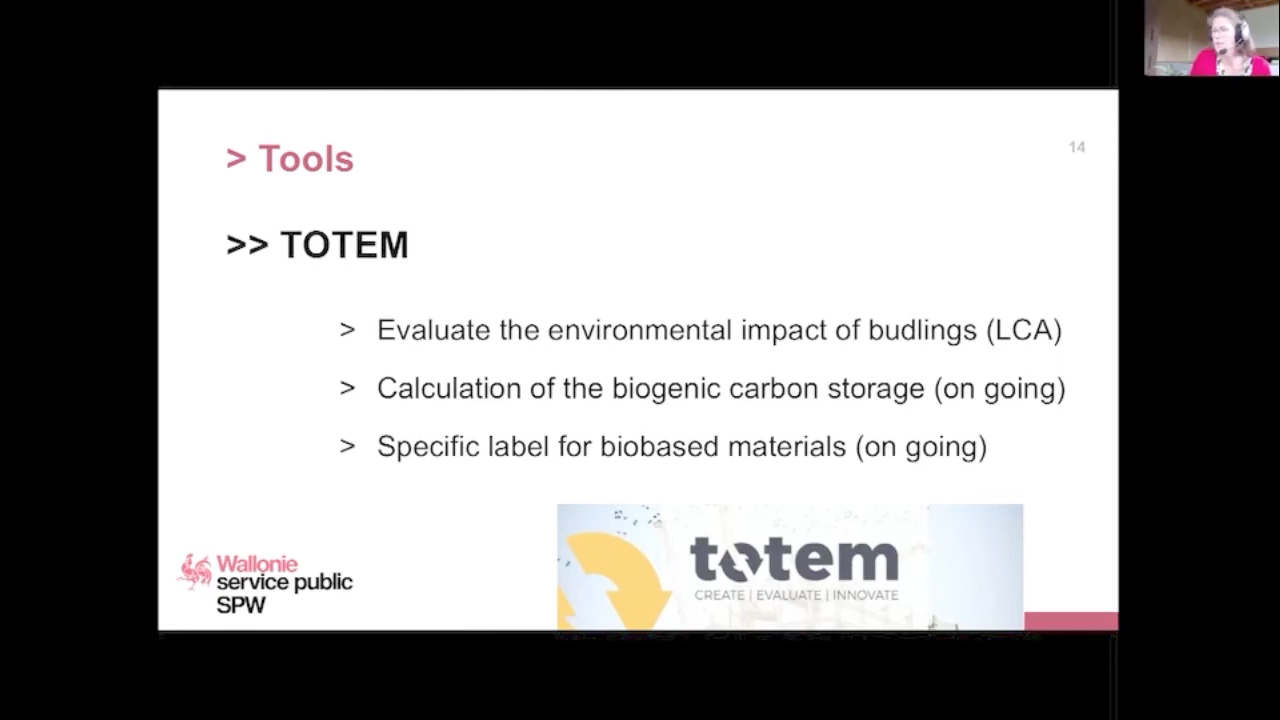 > Tools
14
>> TOTEM
> Evaluate the environmental impact of budlings (LCA)
> Calculation of the biogenic carbon storage (on going)
> Specific label for biobased materials (on going)
Wallonie
service public
SPW
totem
CREATE | EVALUATE | INNOVATE